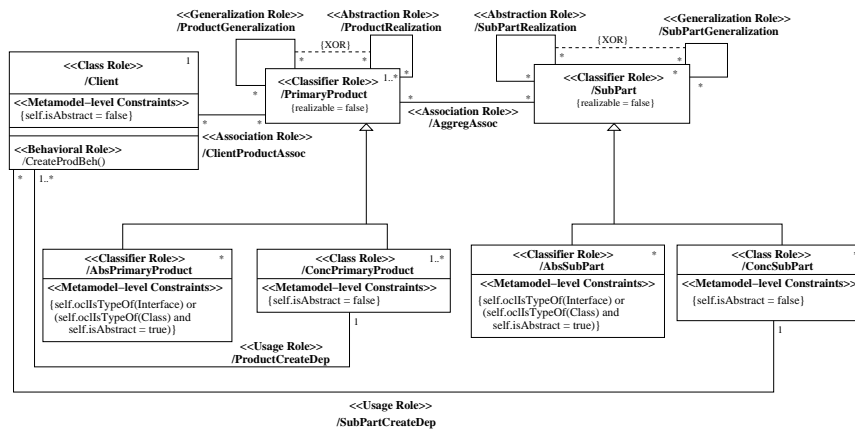 <<Generalization Role>>
/ProductGeneralization
<<Abstraction Role>>
/ProductRealization
<<Abstraction Role>>
/SubPartRealization
<<Generalization Role>>
/SubPartGeneralization
{XOR}
{XOR}
* *
* *
<<Class Role>> 1
/Client
<<Metamodel-level Constraints>>
{self.isAbstract = false}
<<Behavioral Role>>
/CreateProdBeh()
<<Classifier Role>>
/PrimaryProduct 1..*
{realizable = false}
* *
<<Classifier Role>> *
/SubPart
{realizable = false}
* *
* *
<<Association Role>>
/ClientProductAssoc
* *
<<Association Role>>
/AggregAssoc
* 1..*
<<Classifier Role>> *
/AbsPrimaryProduct
<<Metamodel-level Constraints>>
{self.oclIsTypeOf(Interface) or
(self.oclIsTypeOf(Class) and
self.isAbstract = true)}
<<Class Role>> 1..*
/ConcPrimaryProduct
<<Metamodel-level Constraints>>
{self.isAbstract = false}
1
<<Classifier Role>> *
/AbsSubPart
<<Metamodel-level Constraints>>
{self.oclIsTypeOf(Interface) or
(self.oclIsTypeOf(Class) and
self.isAbstract = true)}
<<Class Role>> *
/ConcSubPart
<<Metamodel-level Constraints>>
{self.isAbstract = false}
1
<<Usage Role>>
/ProductCreateDep
<<Usage Role>>
/SubPartCreateDep